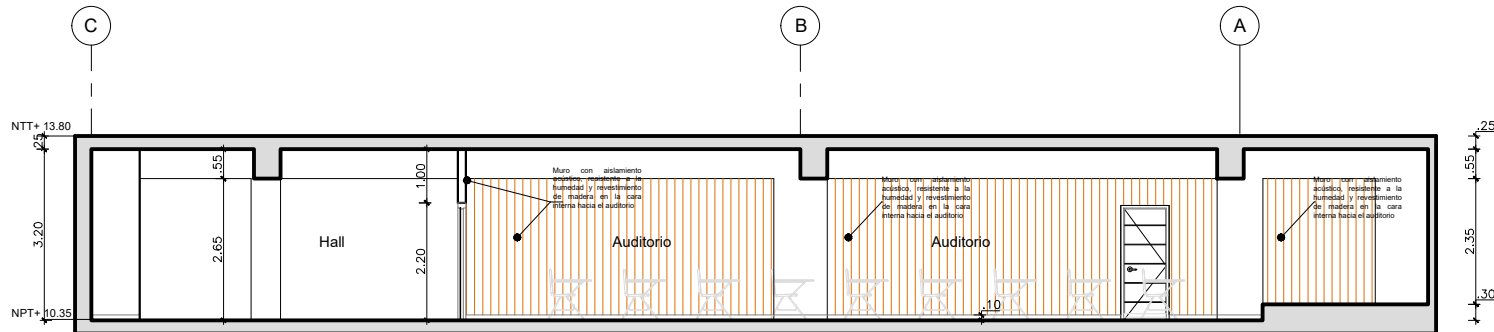 C
B
A
NTT+ 13.80
.25
3.20
NPT+ 10.35
.55
2.65
Hall
1.00
2.20
Muro con aislamiento
acústico, resistente a la
humedad y revestimiento
de madera en la cara
interna hacia el auditorio
Auditorio
Muro con aislamiento
acústico, resistente a la
humedad y revestimiento
de madera en la cara
interna hacia el auditorio
Auditorio
.10
Muro con aislamiento
acústico, resistente a la
humedad y revestimiento
de madera en la cara
interna hacia el auditorio
.25
.55
2.35
.30